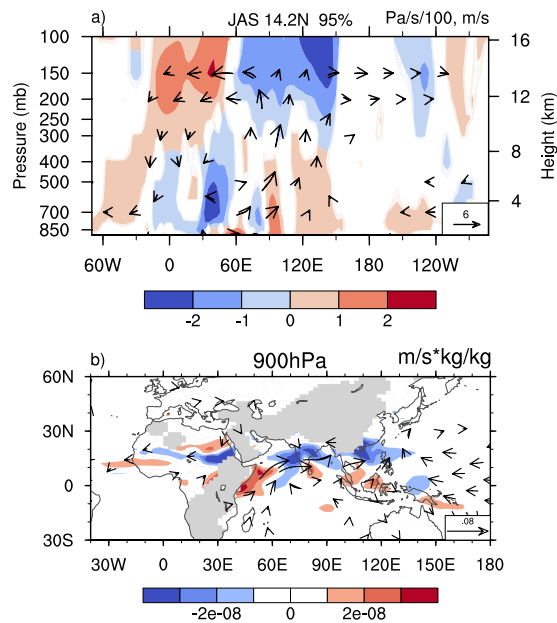 a) JAS 14.2N 95% Pa/s/100, m/s
Pressure (mb)
100
150
200
250
300
400
500
700
850
Height (km)
16
12
8
4
6
60W 0 60E 120E 180 120W
-2 -1 0 1 2
b) 900hPa m/s*kg/kg
60N
30N
0
30S
.08
30W 0 30E 60E 90E 120E 150E 180
-2e-08 0 2e-08